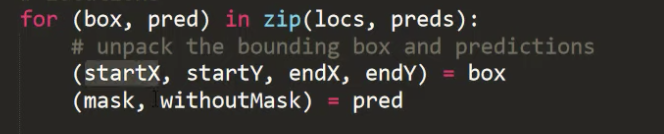 for (box, pred) in zip(locs, preds):
# unpack the bounding box and predictions
(startX, startY, endX, endY) = box
(mask, withoutMask) = pred